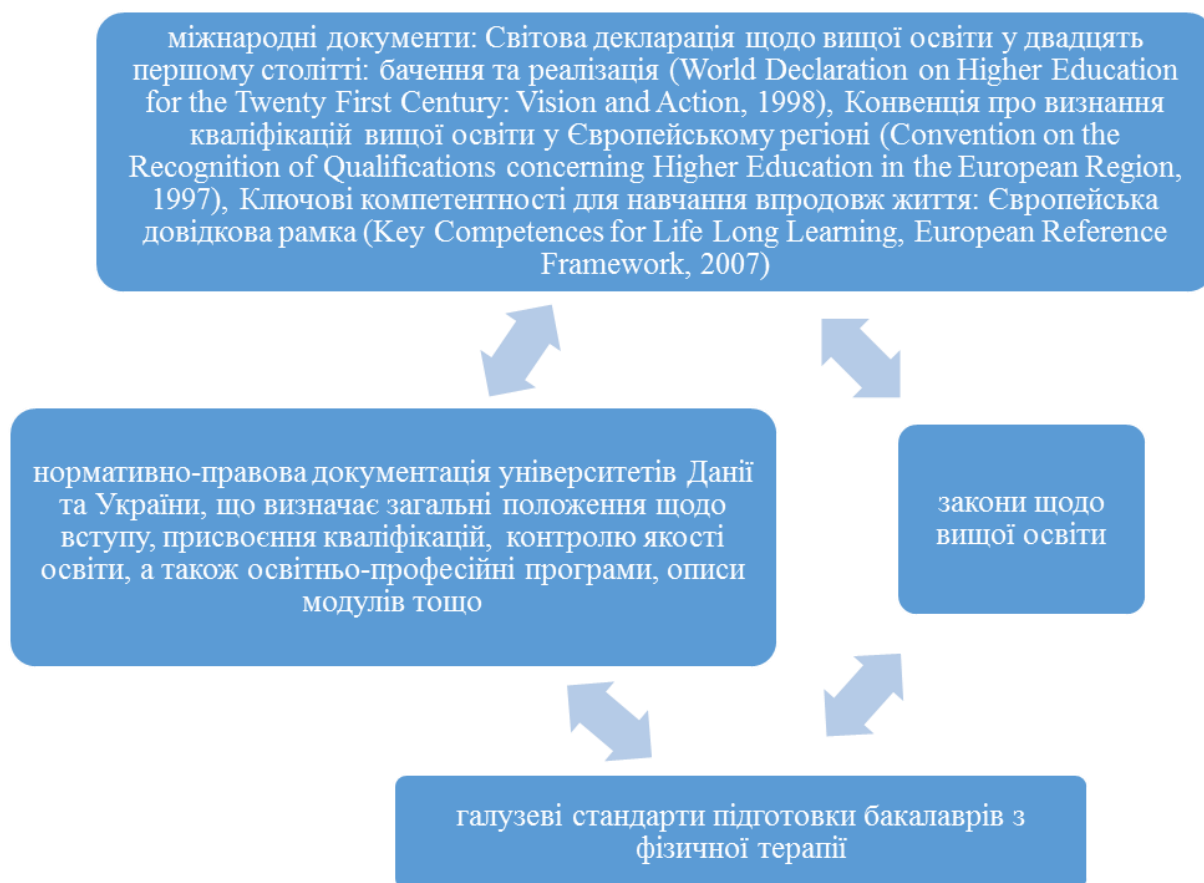 міжнародні документи: Світова декларація щодо вищої освіти у двадцять
першому столітті: бачення та реалізація (World Declaration on Higher Education
for the Twenty First Century: Vision and Action, 1998), Конвенція про визнання
кваліфікацій вищої освіти у Європейському регіоні (Convention on the
Recognition of Qualifications concerning Higher Education in the European Region,
1997), Ключові компетентності для навчання впродовж життя: Європейська
довідкова рамка (Key Competences for Life Long Learning, European Reference
Framework, 2007)
нормативно-правова документація університетів Данії
та України, що визначає загальні положення щодо
вступу, присвоєння кваліфікацій, контролю якості
освіти, а також освітньо-професійні програми, описи
модулів тощо
закони щодо
вищої освіти
галузеві стандарти підготовки бакалаврів з
фізичної терапії